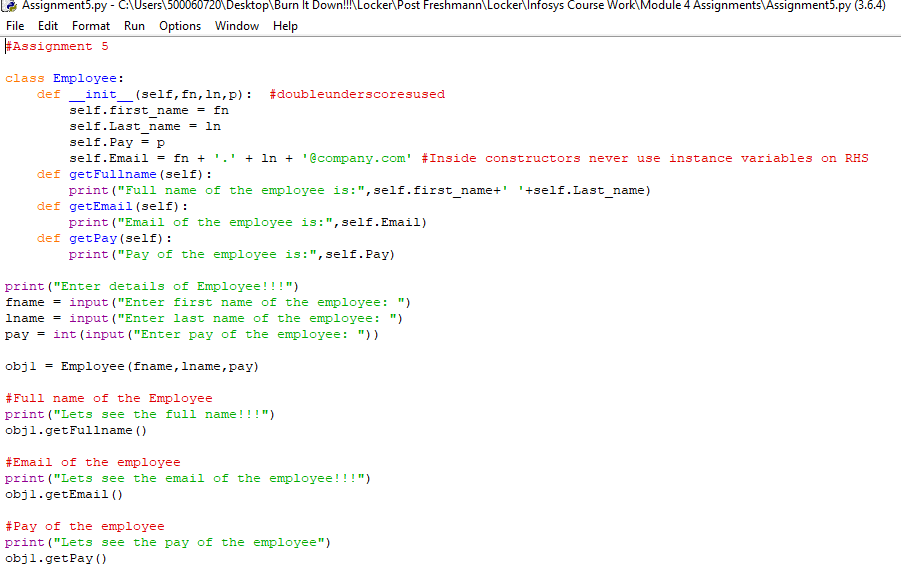 Assignment5.py - C:\Users\500060720\Desktop\Burn It Down!!!\Locker\Post Freshmann\Locker\Infosys Course Work\Module 4 Assignments\Assignment5.py (3.6.4)
File Edit Format Run Options Window Help
#Assignment 5
class Employee:
    def __init__(self,fn,ln,p):  #doubleunderscoresused
        self.first_name = fn
        self.Last_name = ln
        self.Pay = p
        self.Email = fn + '.' + ln + '@company.com' #Inside constructors never use instance variables on RHS
    def getFullname(self):
        print("Full name of the employee is:",self.first_name+' '+self.Last_name)
    def getEmail(self):
        print("Email of the employee is:",self.Email)
    def getPay(self):
        print("Pay of the employee is:",self.Pay)
print("Enter details of Employee!!!")
fname = input("Enter first name of the employee: ")
lname = input("Enter last name of the employee: ")
pay = int(input("Enter pay of the employee: "))
obj1 = Employee(fname,lname,pay)
#Full name of the Employee
print("Lets see the full name!!!")
obj1.getFullname()
#Email of the employee
print("Lets see the email of the employee!!!")
obj1.getEmail()
#Pay of the employee
print("Lets see the pay of the employee")
obj1.getPay()